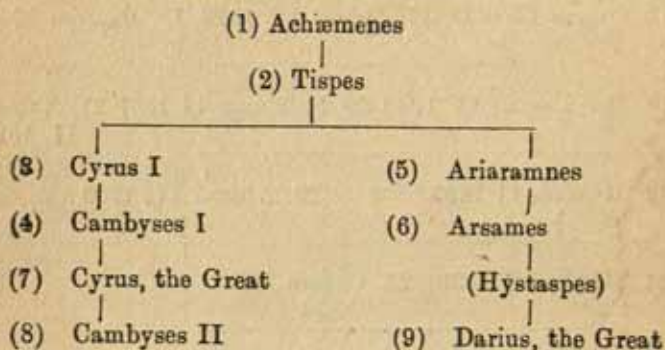 (1) Achæmenes
(2) Tispes
(3) Cyrus I (5) Ariaramnes
(4) Cambyses I (6) Arsames
(7) Cyrus, the Great (Hystaspes)
(8) Cambyses II (9) Darius, the Great